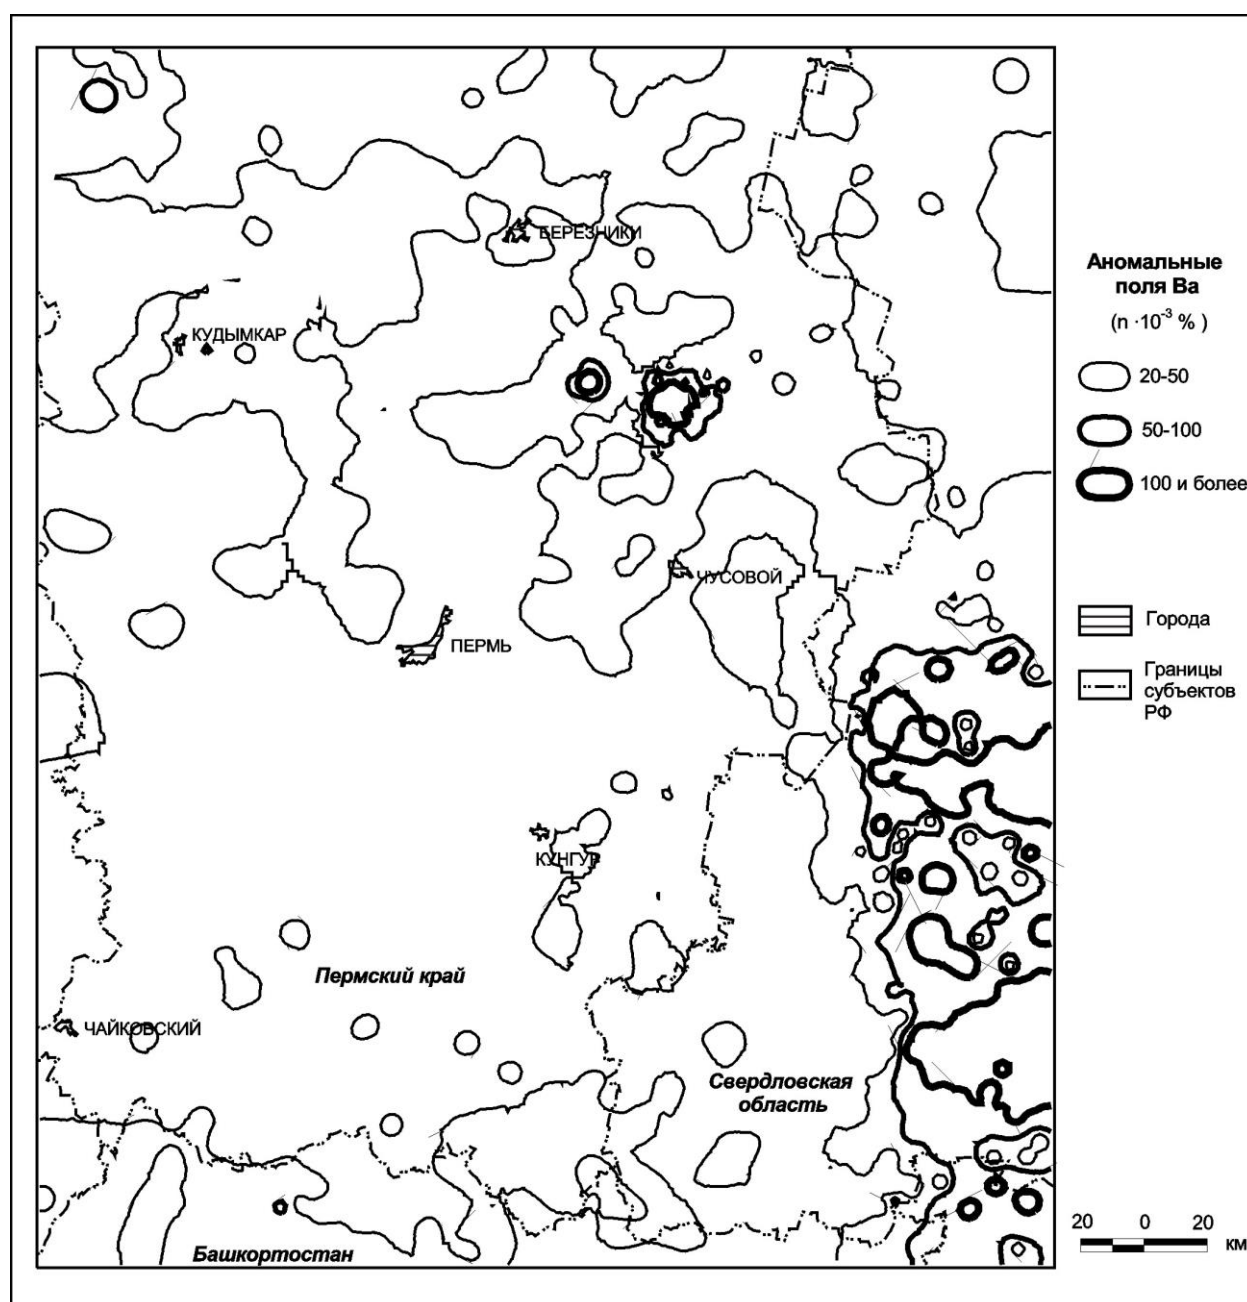 БЕРЕЗНИКИ
КУДЫМКАР
ЧУСОВОЙ
ПЕРМЬ
КУНГУР
Пермский край
ЧАЙКОВСКИЙ
Свердловская
область
Башкортостан
Аномальные
поля Ва
(n ·10⁻³ % )
20-50
50-100
100 и более
Города
Границы
субъектов
РФ
20 0 20
км